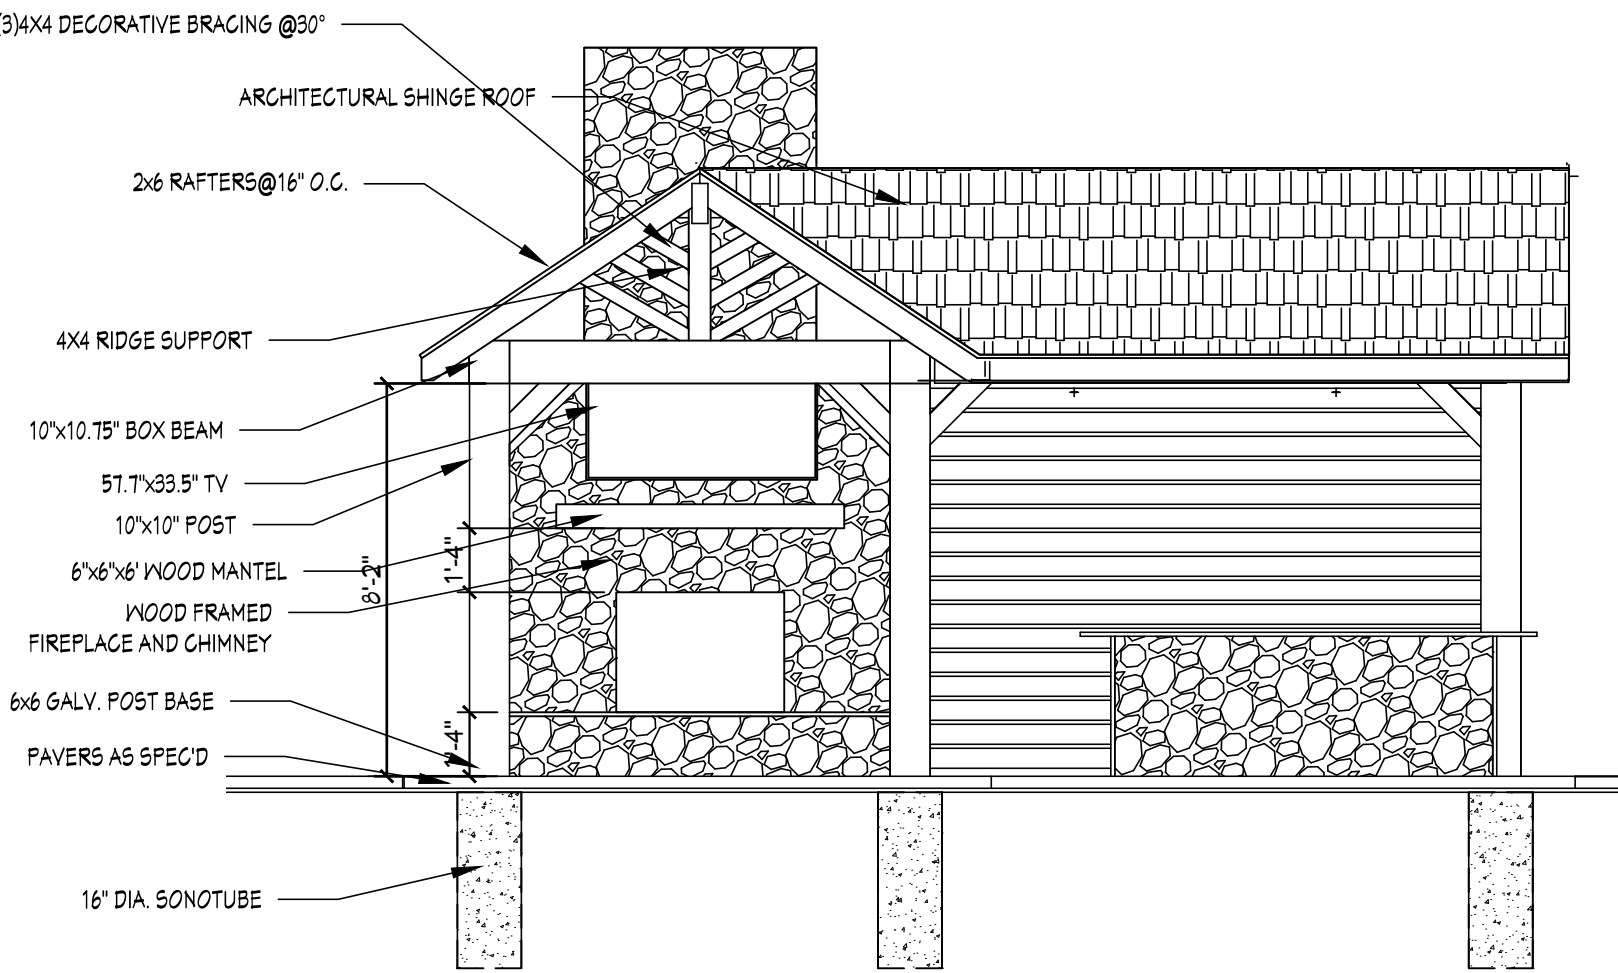 (3)4X4 DECORATIVE BRACING @30°
ARCHITECTURAL SHINGE ROOF
2x6 RAFTERS@16" O.C.
4X4 RIDGE SUPPORT
10"x10.75" BOX BEAM
57.7"x33.5" TV
10"x10" POST
6"x6"x6' WOOD MANTEL
WOOD FRAMED
FIREPLACE AND CHIMNEY
6x6 GALV. POST BASE
PAVERS AS SPEC'D
16" DIA. SONOTUBE
8'-2"
1'-4"
1'-4"